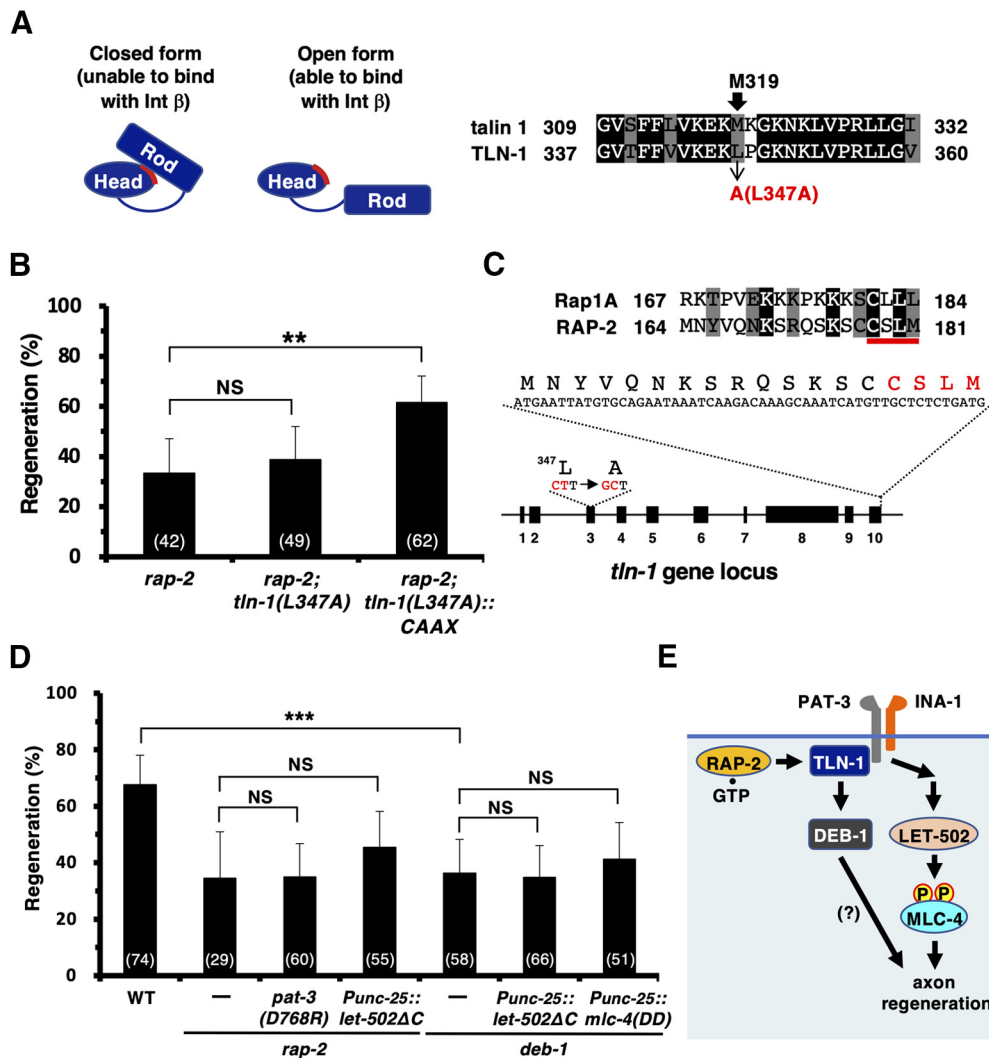 A
Closed form
(unable to bind
with Int β)
Open form
(able to bind
with Int β)
Head
Rod
Head
Rod
M319
talin 1 309 GVSFFLVKEKMKGKNKLVPRLLGI 332
TLN-1 337 GVTFFVVKEKLPGKNKLVPRLLGV 360
A(L347A)
B
Regeneration (%)
100
80
60
40
20
0
**
NS
(42)
(49)
(62)
rap-2
rap-2;
tln-1(L347A)
rap-2;
tln-1(L347A)::
CAAX
C
Rap1A 167 RKTPVEKKKPKKKSCLLL 184
RAP-2 164 MNYVQNKSRQSKSCCSLM 181
M N Y V Q N K S R Q S K S C C S L M
ATGAATTATGTGCAGAATAAATCAAGACAAAGCAAATCATGTTGCTCTCTGATG
347 L A
CTT GCT
1 2 3 4 5 6 7 8 9 10
tln-1 gene locus
D
Regeneration (%)
100
80
60
40
20
0
***
NS
NS
NS
NS
(74)
(29)
(60)
(55)
(58)
(66)
(51)
WT
—
pat-3
(D768R)
Punc-25::
let-502ΔC
—
Punc-25::
let-502ΔC
Punc-25::
mlc-4(DD)
rap-2
deb-1
E
PAT-3
INA-1
RAP-2
GTP
TLN-1
DEB-1
LET-502
P P
MLC-4
(?)
axon
regeneration